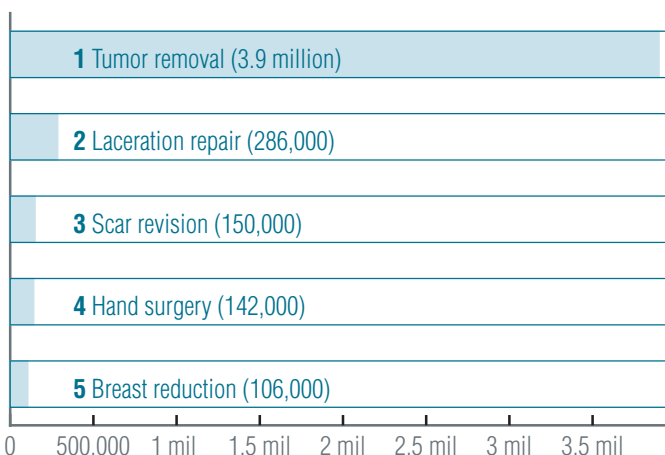 1 Tumor removal (3.9 million)
2 Laceration repair (286,000)
3 Scar revision (150,000)
4 Hand surgery (142,000)
5 Breast reduction (106,000)
0 500,000 1 mil 1.5 mil 2 mil 2.5 mil 3 mil 3.5 mil